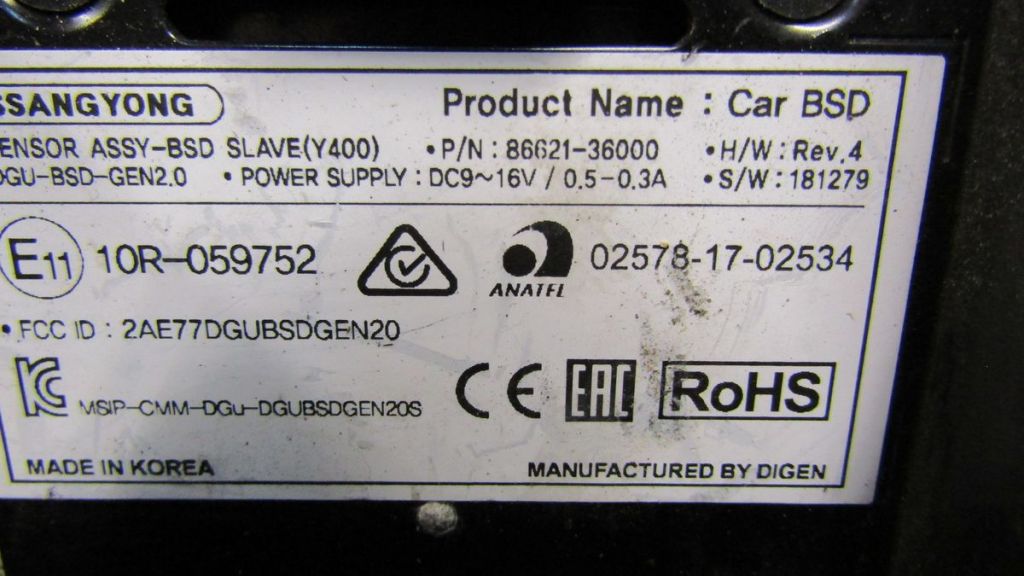 SSANGYONG
Product Name : Car BSD
ENSOR ASSY-BSD SLAVE(Y400) •P/N : 86621-36000 •H/W : Rev.4
DGU-BSD-GEN2.0 •POWER SUPPLY : DC9~16V / 0.5-0.3A •S/W : 181279
E11 10R-059752 ANATEL 02578-17-02534
• FCC ID : 2AE77DGUBSDGEN20
KC MSIP-CMM-DGu-DGUBSDGEN20S CE EAC RoHS
MADE IN KOREA MANUFACTURED BY DIGEN